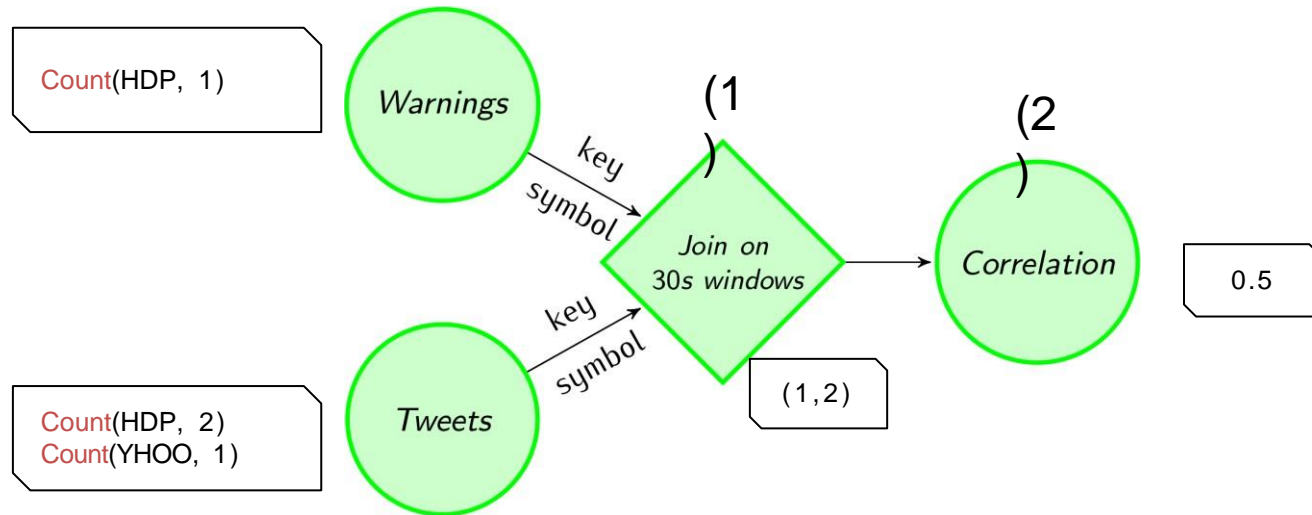 Count(HDP, 1)
Warnings
key
symbol
(1
)
Join on
30s windows
(2
)
Correlation
0.5
key
symbol
(1,2)
Count(HDP, 2)
Count(YHOO, 1)
Tweets